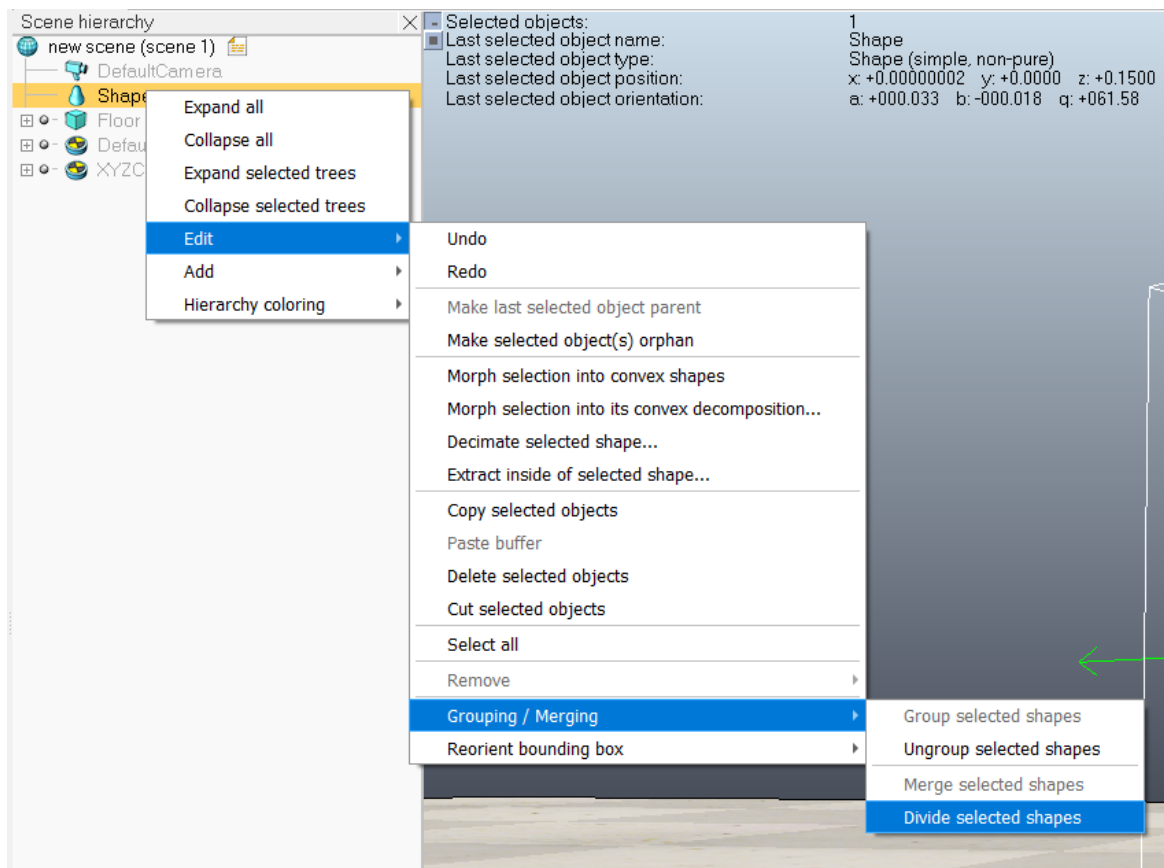 Scene hierarchy
new scene (scene 1)
DefaultCamera
Shape
Floor
Defau
XYZC
Selected objects: 1
Last selected object name: Shape
Last selected object type: Shape (simple, non-pure)
Last selected object position: x: +0.00000002 y: +0.0000 z: +0.1500
Last selected object orientation: a: +000.033 b: -000.018 q: +061.58
Expand all
Collapse all
Expand selected trees
Collapse selected trees
Edit
Add
Hierarchy coloring
Undo
Redo
Make last selected object parent
Make selected object(s) orphan
Morph selection into convex shapes
Morph selection into its convex decomposition...
Decimate selected shape...
Extract inside of selected shape...
Copy selected objects
Paste buffer
Delete selected objects
Cut selected objects
Select all
Remove
Grouping / Merging
Reorient bounding box
Group selected shapes
Ungroup selected shapes
Merge selected shapes
Divide selected shapes